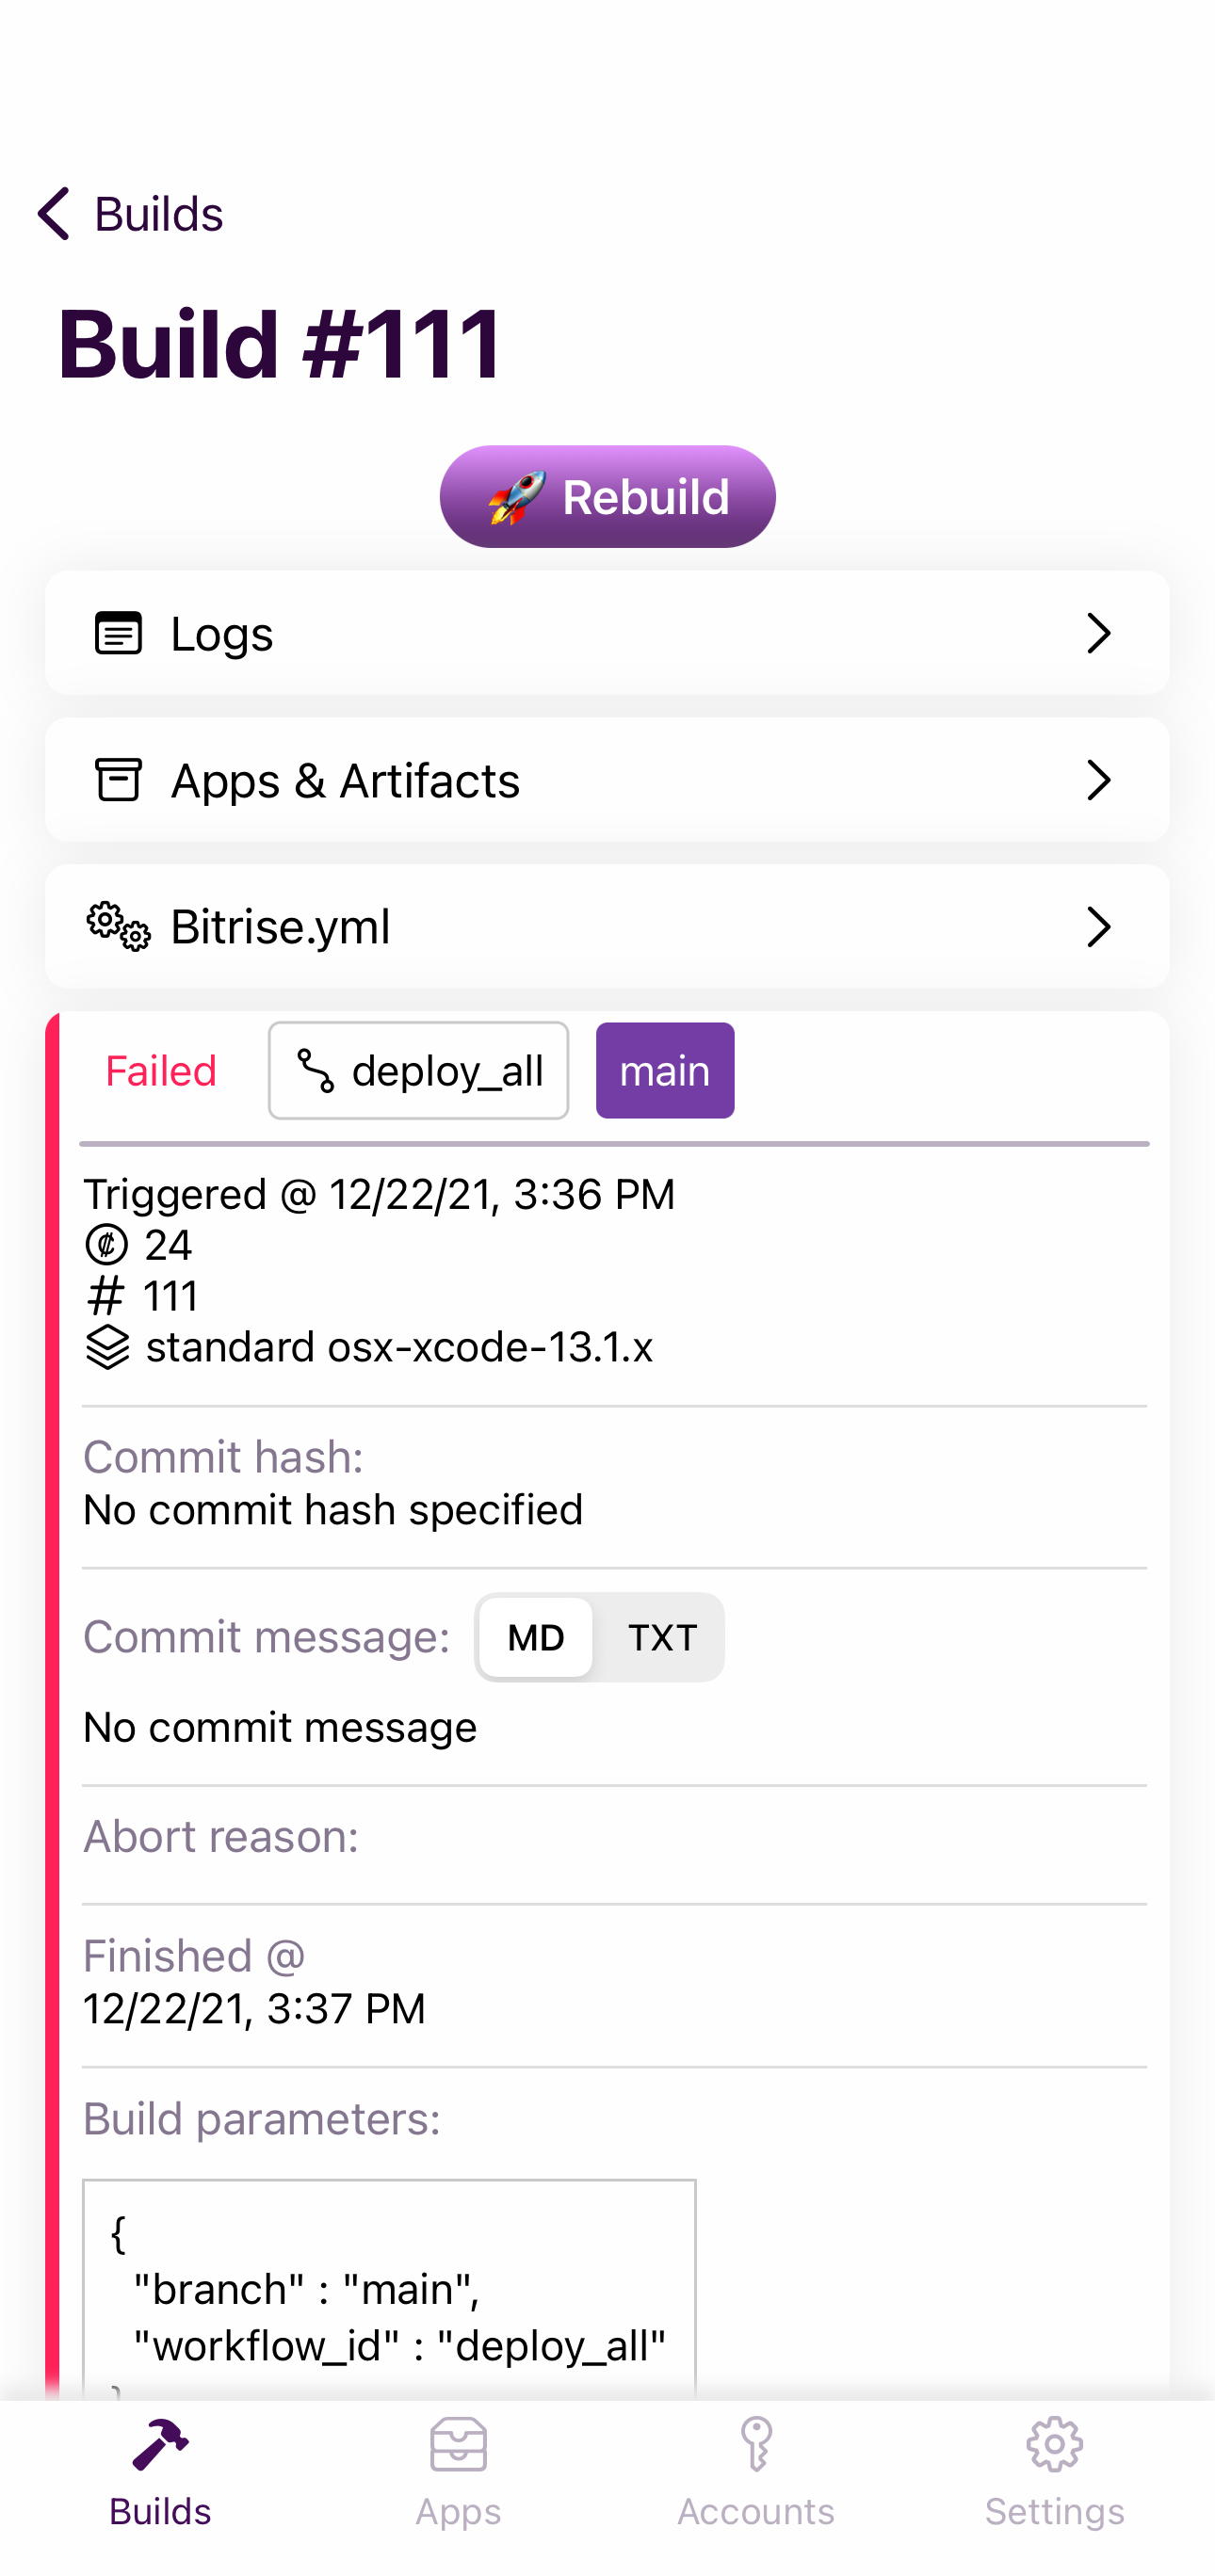 Builds
Build #111
🚀 Rebuild
Logs
Apps & Artifacts
Bitrise.yml
Failed deploy_all main
Triggered @ 12/22/21, 3:36 PM
24
# 111
standard osx-xcode-13.1.x
Commit hash:
No commit hash specified
Commit message: MD TXT
No commit message
Abort reason:
Finished @
12/22/21, 3:37 PM
Build parameters:
{
"branch" : "main",
"workflow_id" : "deploy_all"
}
Builds Apps Accounts Settings